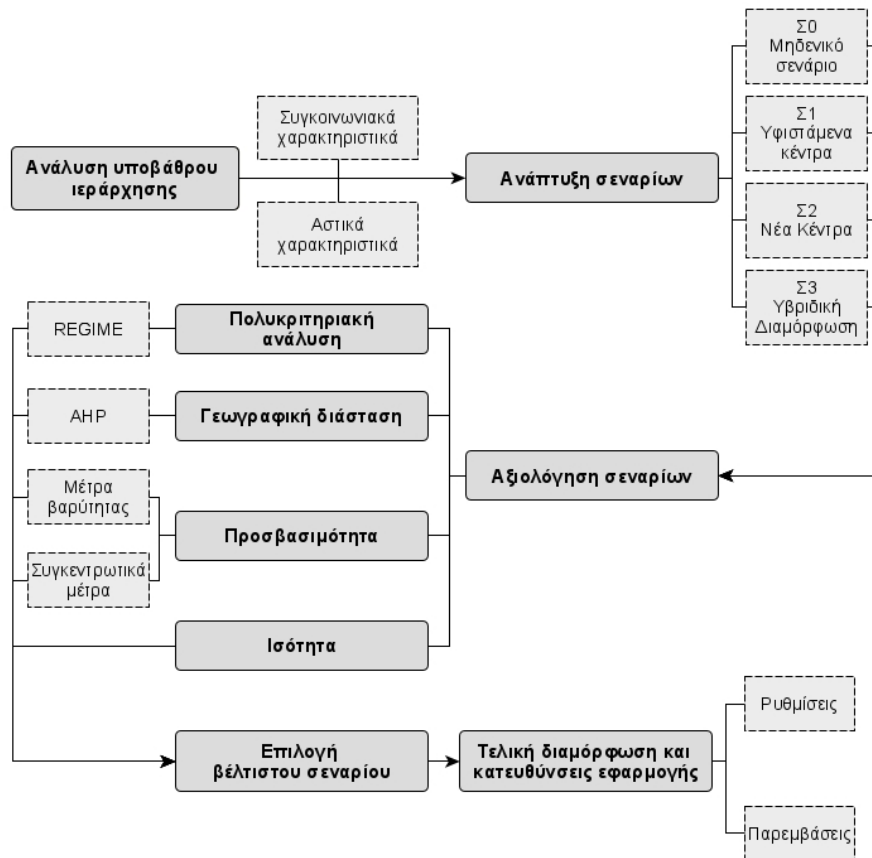 Ανάλυση υποβάθρου
ιεράρχησης
Συγκοινωνιακά
χαρακτηριστικά
Αστικά
χαρακτηριστικά
Ανάπτυξη σεναρίων
Σ0
Μηδενικό
σενάριο
Σ1
Υφιστάμενα
κέντρα
Σ2
Νέα Κέντρα
Σ3
Υβριδική
Διαμόρφωση
Αξιολόγηση σεναρίων
Πολυκριτηριακή
ανάλυση
REGIME
Γεωγραφική διάσταση
AHP
Προσβασιμότητα
Μέτρα
βαρύτητας
Συγκεντρωτικά
μέτρα
Ισότητα
Επιλογή
βέλτιστου σεναρίου
Τελική διαμόρφωση και
κατευθύνσεις εφαρμογής
Ρυθμίσεις
Παρεμβάσεις